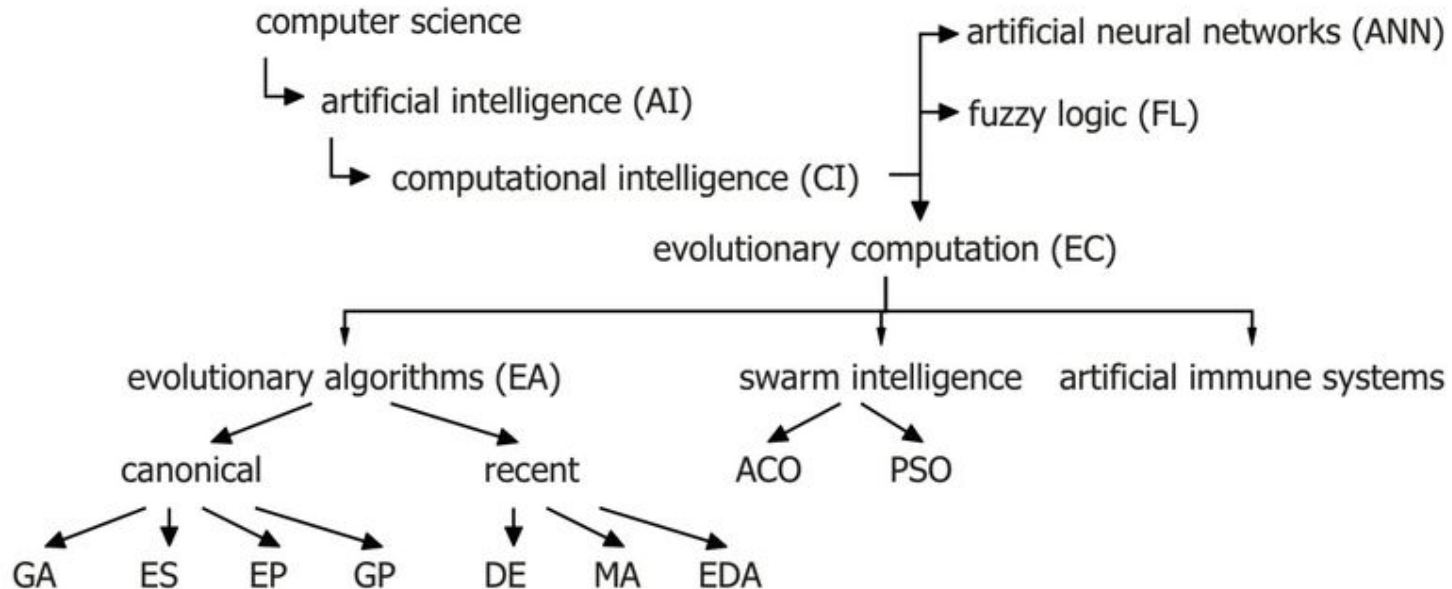 computer science
artificial neural networks (ANN)
artificial intelligence (AI)
fuzzy logic (FL)
computational intelligence (CI)
evolutionary computation (EC)
evolutionary algorithms (EA)
swarm intelligence
artificial immune systems
canonical
recent
ACO
PSO
GA
ES
EP
GP
DE
MA
EDA